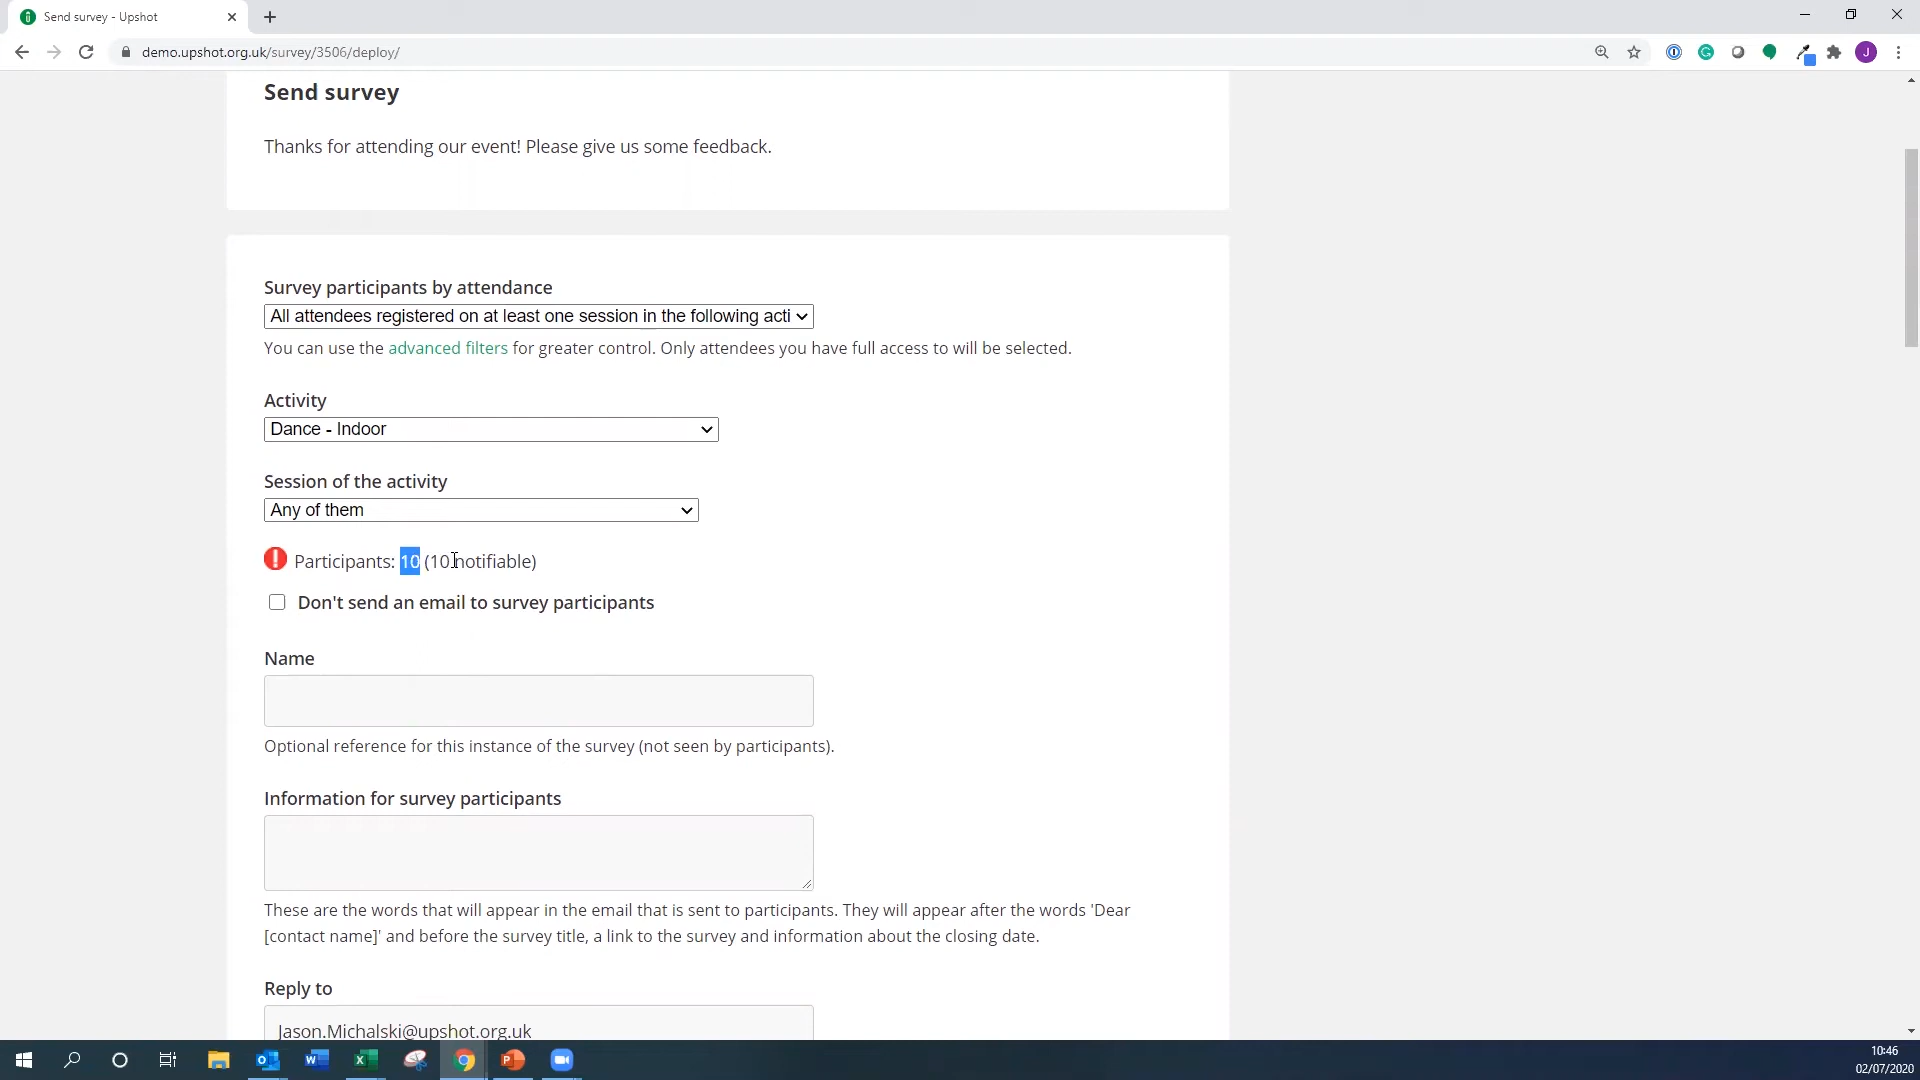 Send survey - Upshot
demo.upshot.org.uk/survey/3506/deploy/
J
Send survey
Thanks for attending our event! Please give us some feedback.
Survey participants by attendance
All attendees registered on at least one session in the following acti
You can use the advanced filters for greater control. Only attendees you have full access to will be selected.
Activity
Dance - Indoor
Session of the activity
Any of them
Participants: 10 (10 notifiable)
Don't send an email to survey participants
Name
Optional reference for this instance of the survey (not seen by participants).
Information for survey participants
These are the words that will appear in the email that is sent to participants. They will appear after the words 'Dear
[contact name]' and before the survey title, a link to the survey and information about the closing date.
Reply to
Jason.Michalski@upshot.org.uk
10:46
02/07/2020